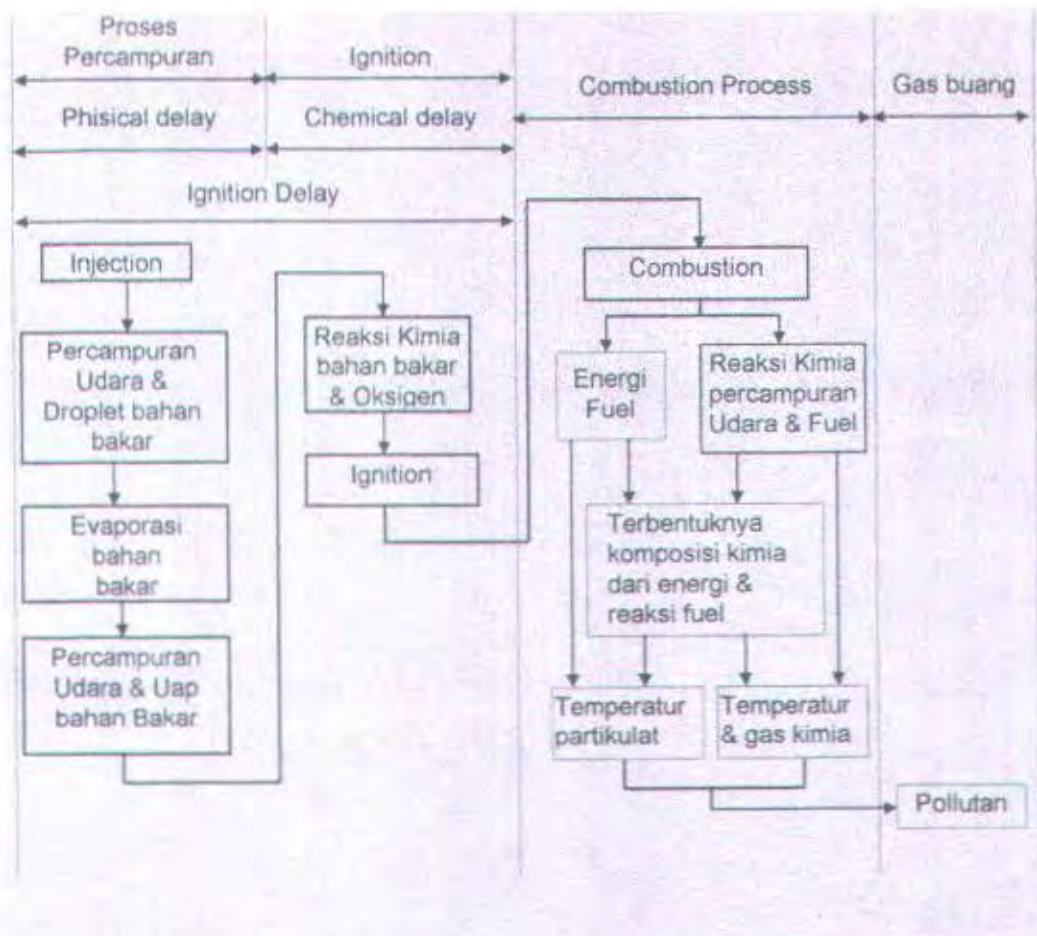 Proses
Percampuran
Ignition
Combustion Process
Gas buang
Phisical delay
Chemical delay
Ignition Delay
Injection
Percampuran
Udara &
Droplet bahan
bakar
Evaporasi
bahan
bakar
Percampuran
Udara & Uap
bahan Bakar
Reaksi Kimia
bahan bakar
& Oksigen
Ignition
Combustion
Energi
Fuel
Reaksi Kimia
percampuran
Udara & Fuel
Terbentuknya
komposisi kimia
dari energi &
reaksi fuel
Temperatur
partikulat
Temperatur
& gas kimia
Pollutan